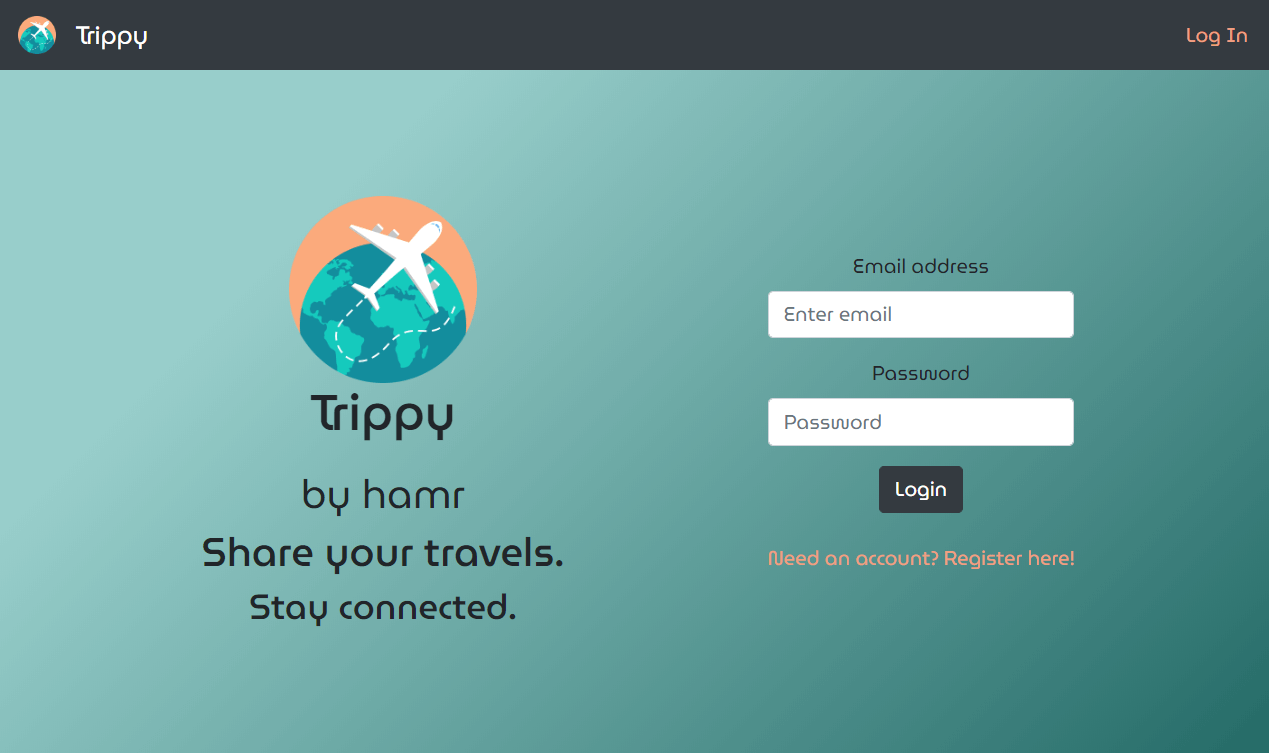 Trippy
Log In
Trippy
by hamr
Share your travels.
Stay connected.
Email address
Enter email
Password
Password
Login
Need an account? Register here!